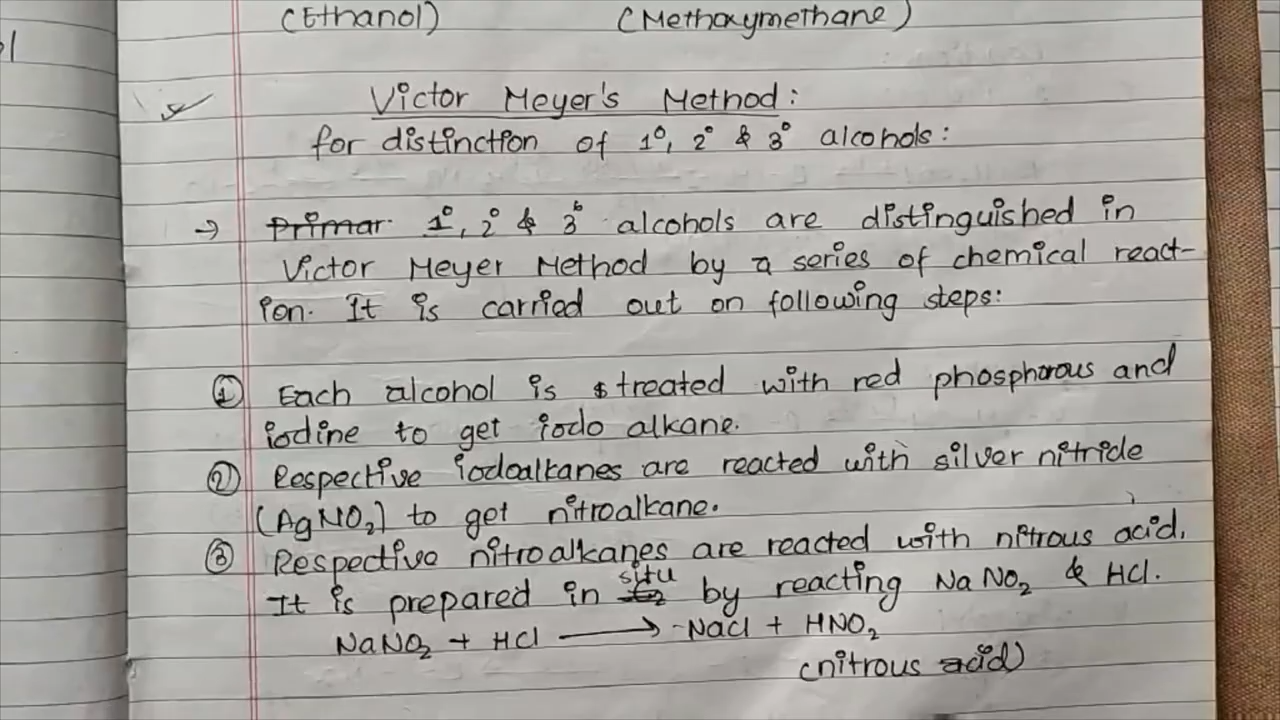 (Ethanol) (Methoxymethane)
Victor Meyer's Method:
for distinction of 1°, 2° & 3° alcohols:
→ Primar 1°, 2° & 3° alcohols are distinguished in
Victor Meyer Method by a series of chemical react-
ion. It is carried out on following steps:
① Each alcohol is treated with red phosphorous and
iodine to get iodo alkane.
② Respective iodoalkanes are reacted with silver nitride
(AgNO₂) to get nitroalkane.
③ Respective nitroalkanes are reacted with nitrous acid.
It is prepared in situ by reacting NaNO₂ & HCl.
NaNO₂ + HCl ⟶ NaCl + HNO₂
(nitrous acid)